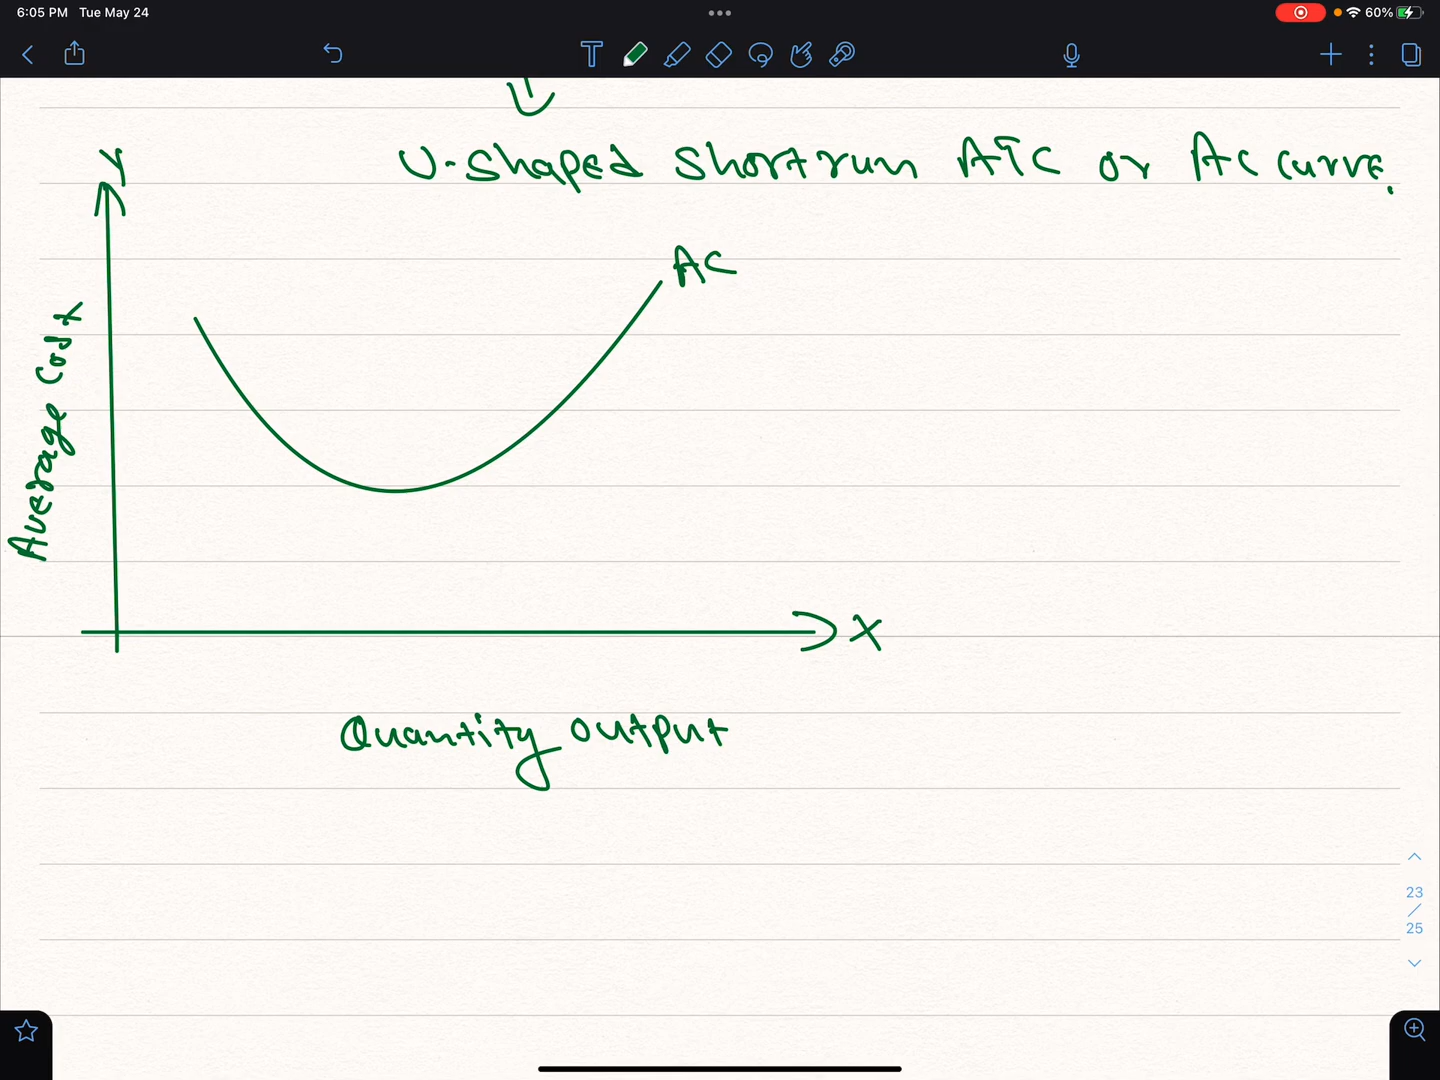 6:05 PM Tue May 24
60%
Y
U-shaped shortrun ATC or AC curve.
AC
Average Cost
X
Quantity output
23
/
25